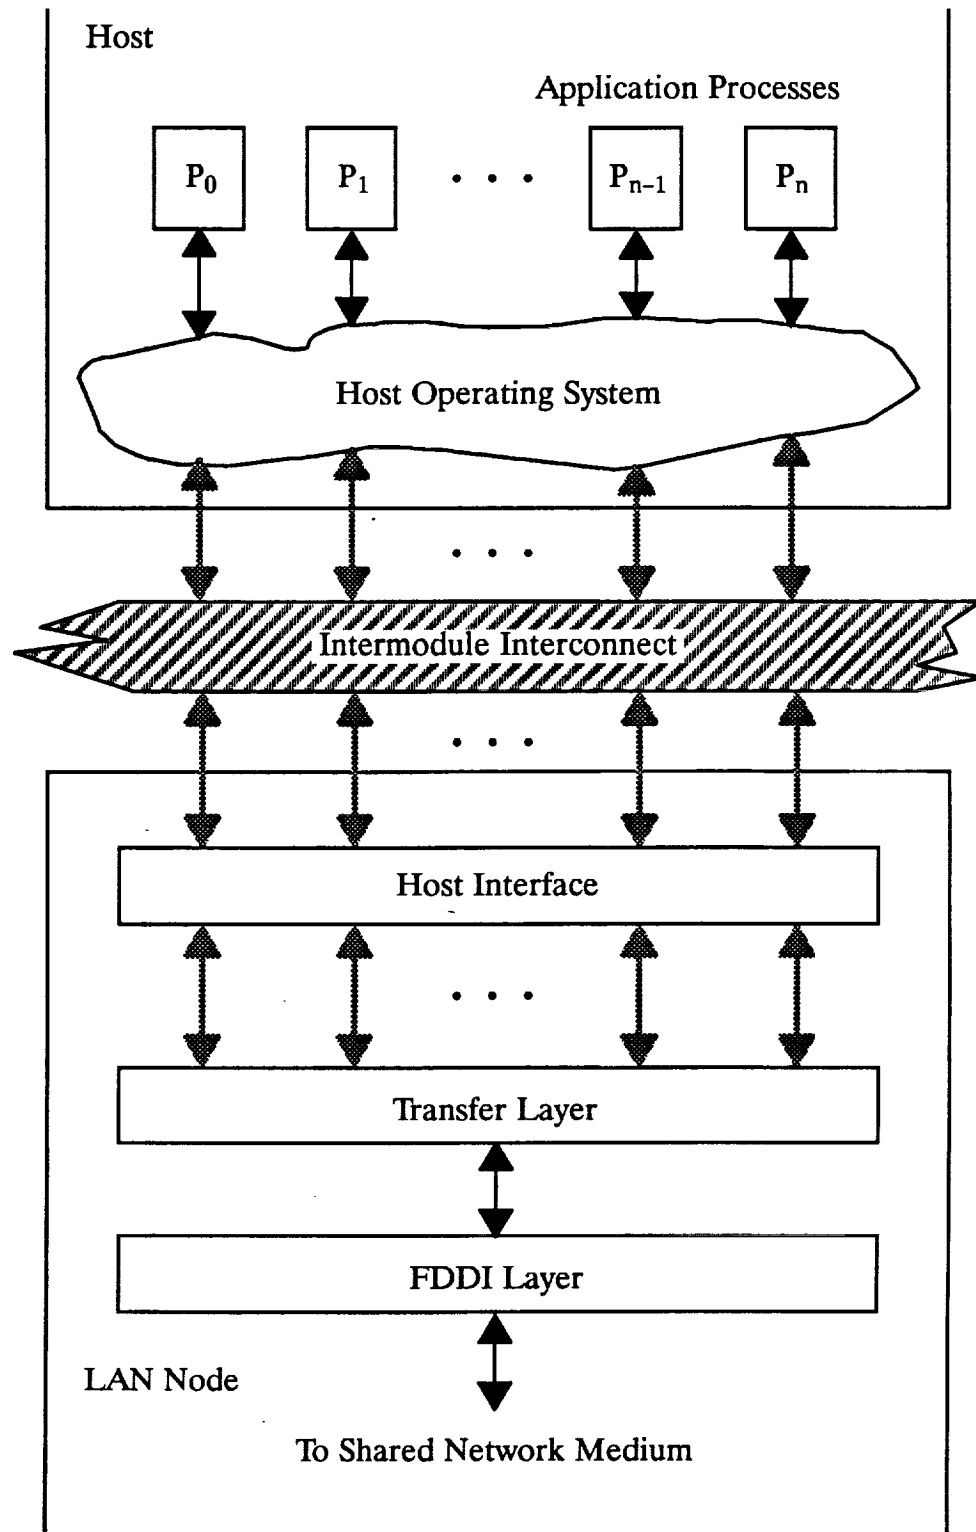 Host
Application Processes
P0 P1 . . . Pn-1 Pn
Host Operating System
. . .
Intermodule Interconnect
. . .
Host Interface
. . .
Transfer Layer
FDDI Layer
LAN Node
To Shared Network Medium